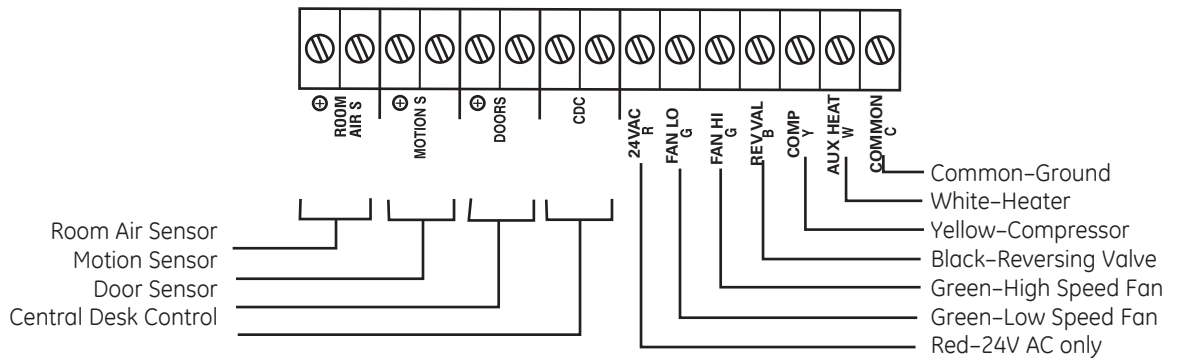 ⊕ ROOM
AIR S
⊕ MOTION S
⊕ DOORS
CDC
24VAC
R
FAN LO
G
FAN HI
G
REV VAL
B
COMP
Y
AUX HEAT
W
COMMON
C
Room Air Sensor
Motion Sensor
Door Sensor
Central Desk Control
Common–Ground
White–Heater
Yellow–Compressor
Black–Reversing Valve
Green–High Speed Fan
Green–Low Speed Fan
Red–24V AC only